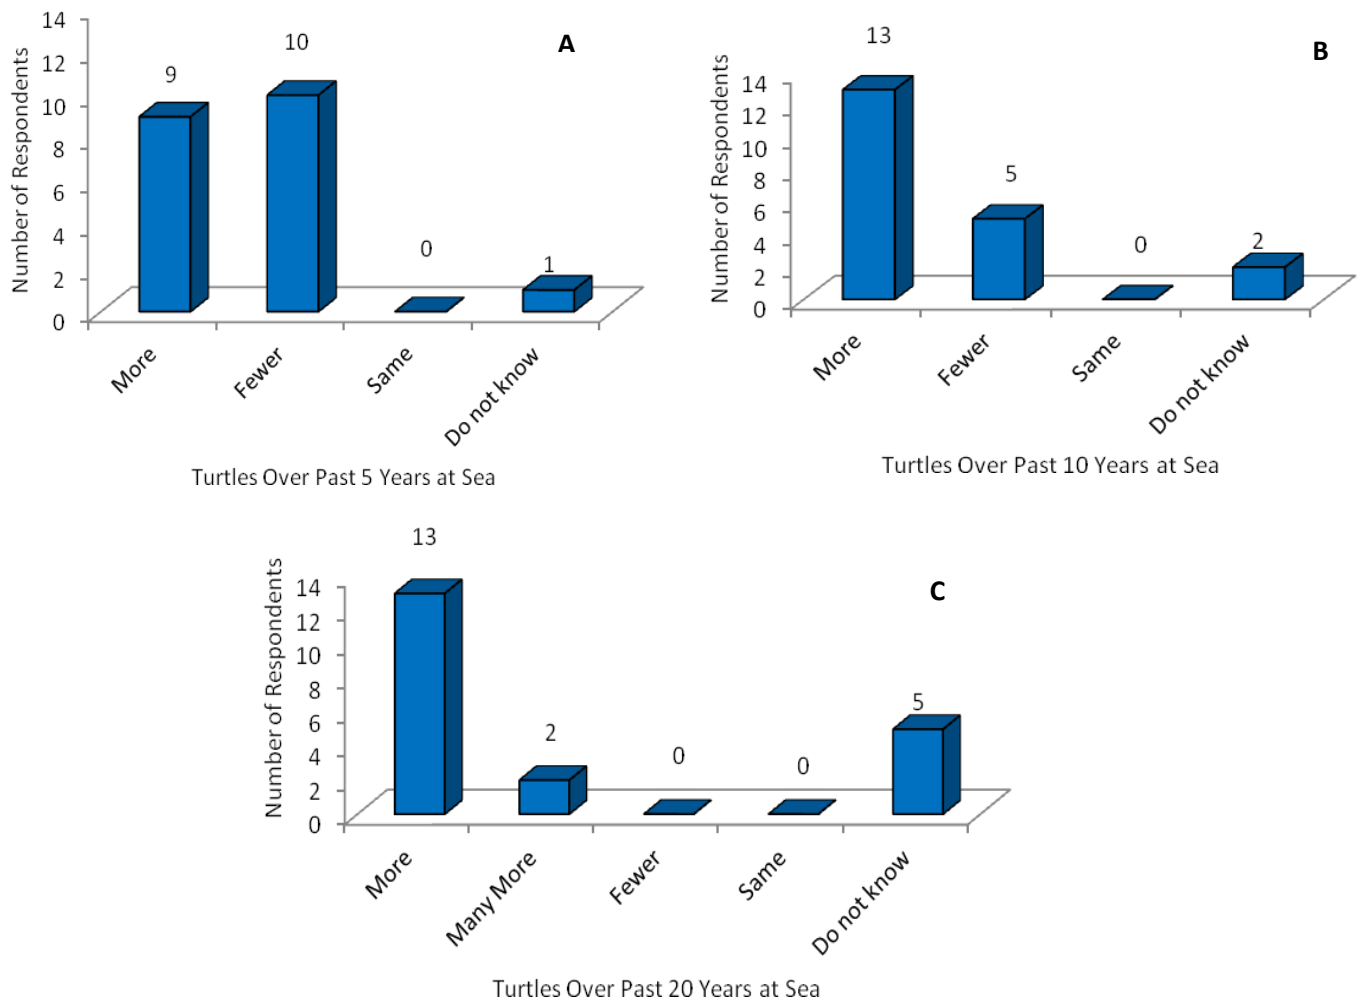 A
Number of Respondents
14
12
10
8
6
4
2
0
9
10
0
1
More
Fewer
Same
Do not know
Turtles Over Past 5 Years at Sea
B
Number of Respondents
14
12
10
8
6
4
2
0
13
5
0
2
More
Fewer
Same
Do not know
Turtles Over Past 10 Years at Sea
C
Number of Respondents
14
12
10
8
6
4
2
0
13
2
0
0
5
More
Many More
Fewer
Same
Do not know
Turtles Over Past 20 Years at Sea